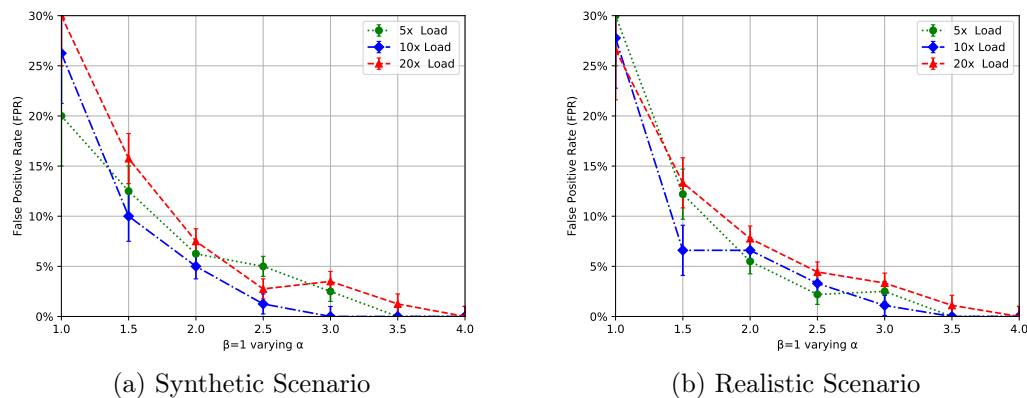 30%
25%
20%
15%
10%
5%
0%
False Positive Rate (FPR)
1.0 1.5 2.0 2.5 3.0 3.5 4.0
β=1 varying α
5x Load
10x Load
20x Load
(a) Synthetic Scenario
30%
25%
20%
15%
10%
5%
0%
False Positive Rate (FPR)
1.0 1.5 2.0 2.5 3.0 3.5 4.0
β=1 varying α
5x Load
10x Load
20x Load
(b) Realistic Scenario